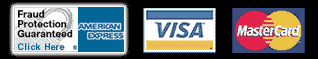 Fraud
Protection
Guaranteed
Click Here
AMERICAN
EXPRESS
VISA
MasterCard